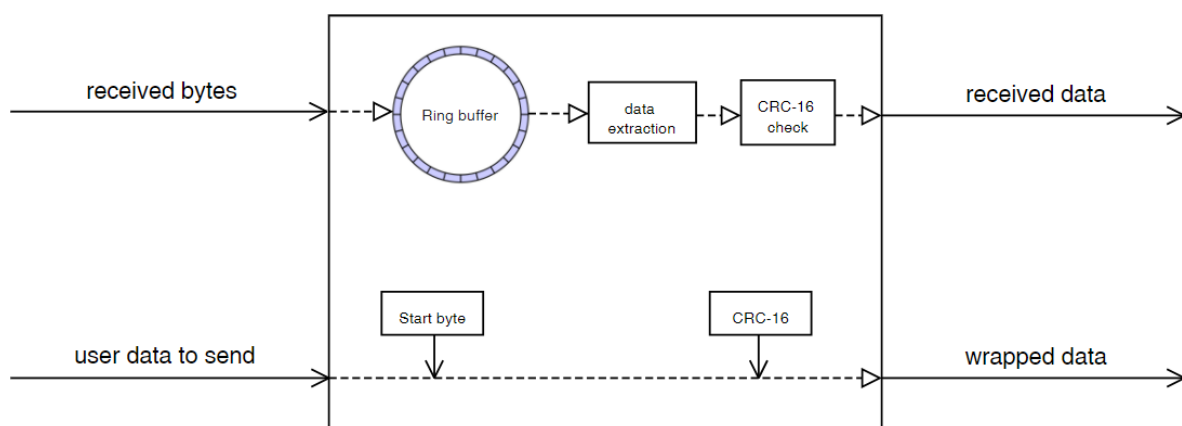 received bytes
Ring buffer
data
extraction
CRC-16
check
received data
Start byte
CRC-16
user data to send
wrapped data